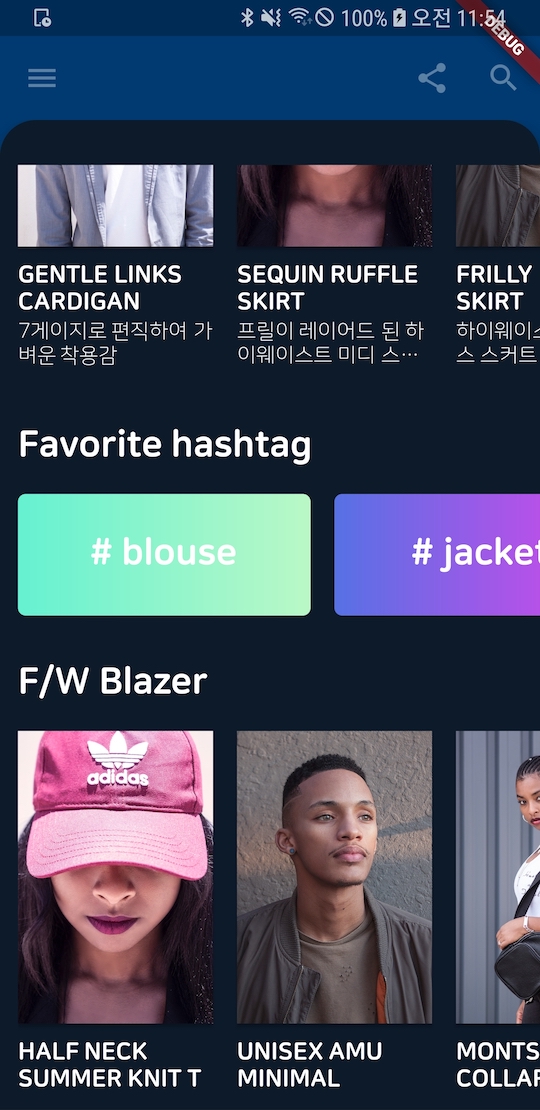 100% 오전 11:54
DEBUG
GENTLE LINKS
CARDIGAN
7게이지로 편직하여 가
벼운 착용감
SEQUIN RUFFLE
SKIRT
프릴이 레이어드 된 하
이웨이스트 미디 스…
FRILLY
SKIRT
하이웨이스
스 스커트
Favorite hashtag
# blouse
# jacket
F/W Blazer
adidas
HALF NECK
SUMMER KNIT T
UNISEX AMU
MINIMAL
MONTS
COLLAR